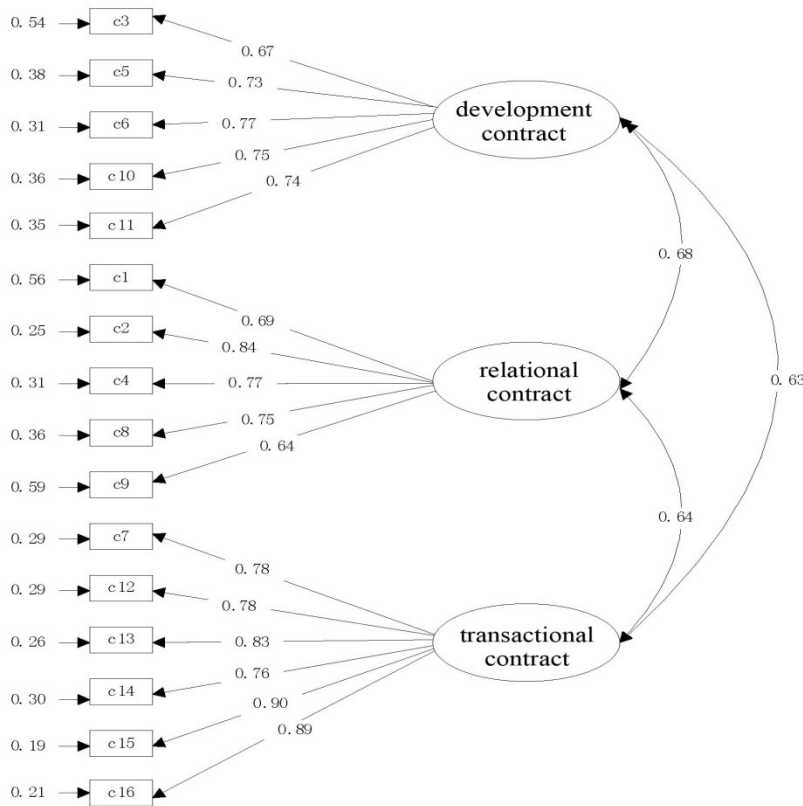 0.54 c3
0.67
0.38 c5
0.73
development
contract
0.31 c6
0.77
0.36 c10
0.75
0.35 c11
0.74
0.68
0.56 c1
0.69
0.25 c2
0.84
relational
contract
0.31 c4
0.77
0.63
0.36 c8
0.75
0.59 c9
0.64
0.64
0.29 c7
0.78
0.29 c12
0.78
transactional
contract
0.26 c13
0.83
0.30 c14
0.76
0.19 c15
0.90
0.21 c16
0.89